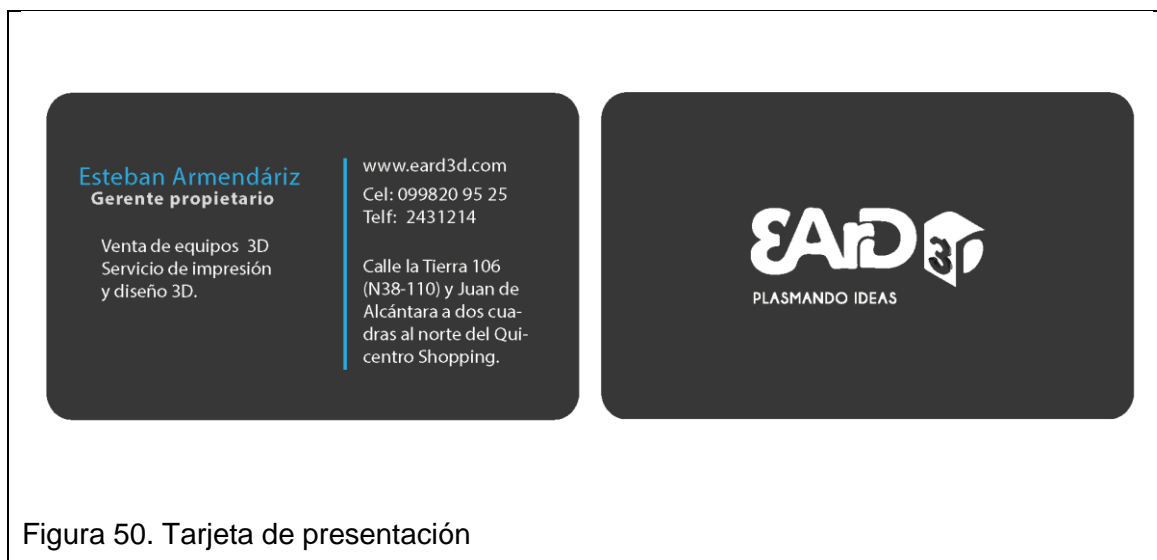 Esteban Armendáriz
Gerente propietario
Venta de equipos 3D
Servicio de impresión
y diseño 3D.
www.eard3d.com
Cel: 099820 95 25
Telf: 2431214
Calle la Tierra 106
(N38-110) y Juan de
Alcántara a dos cua-
dras al norte del Qui-
centro Shopping.
EArD 3D
PLASMANDO IDEAS
Figura 50. Tarjeta de presentación